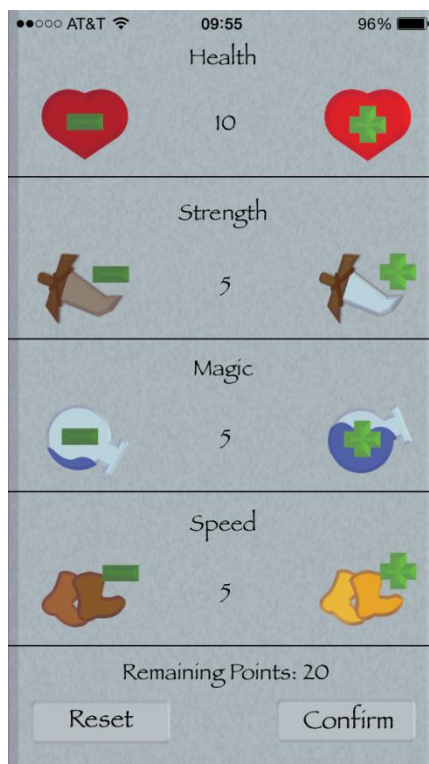 AT&T 09:55 96%
Health
10
Strength
5
Magic
5
Speed
5
Remaining Points: 20
Reset Confirm